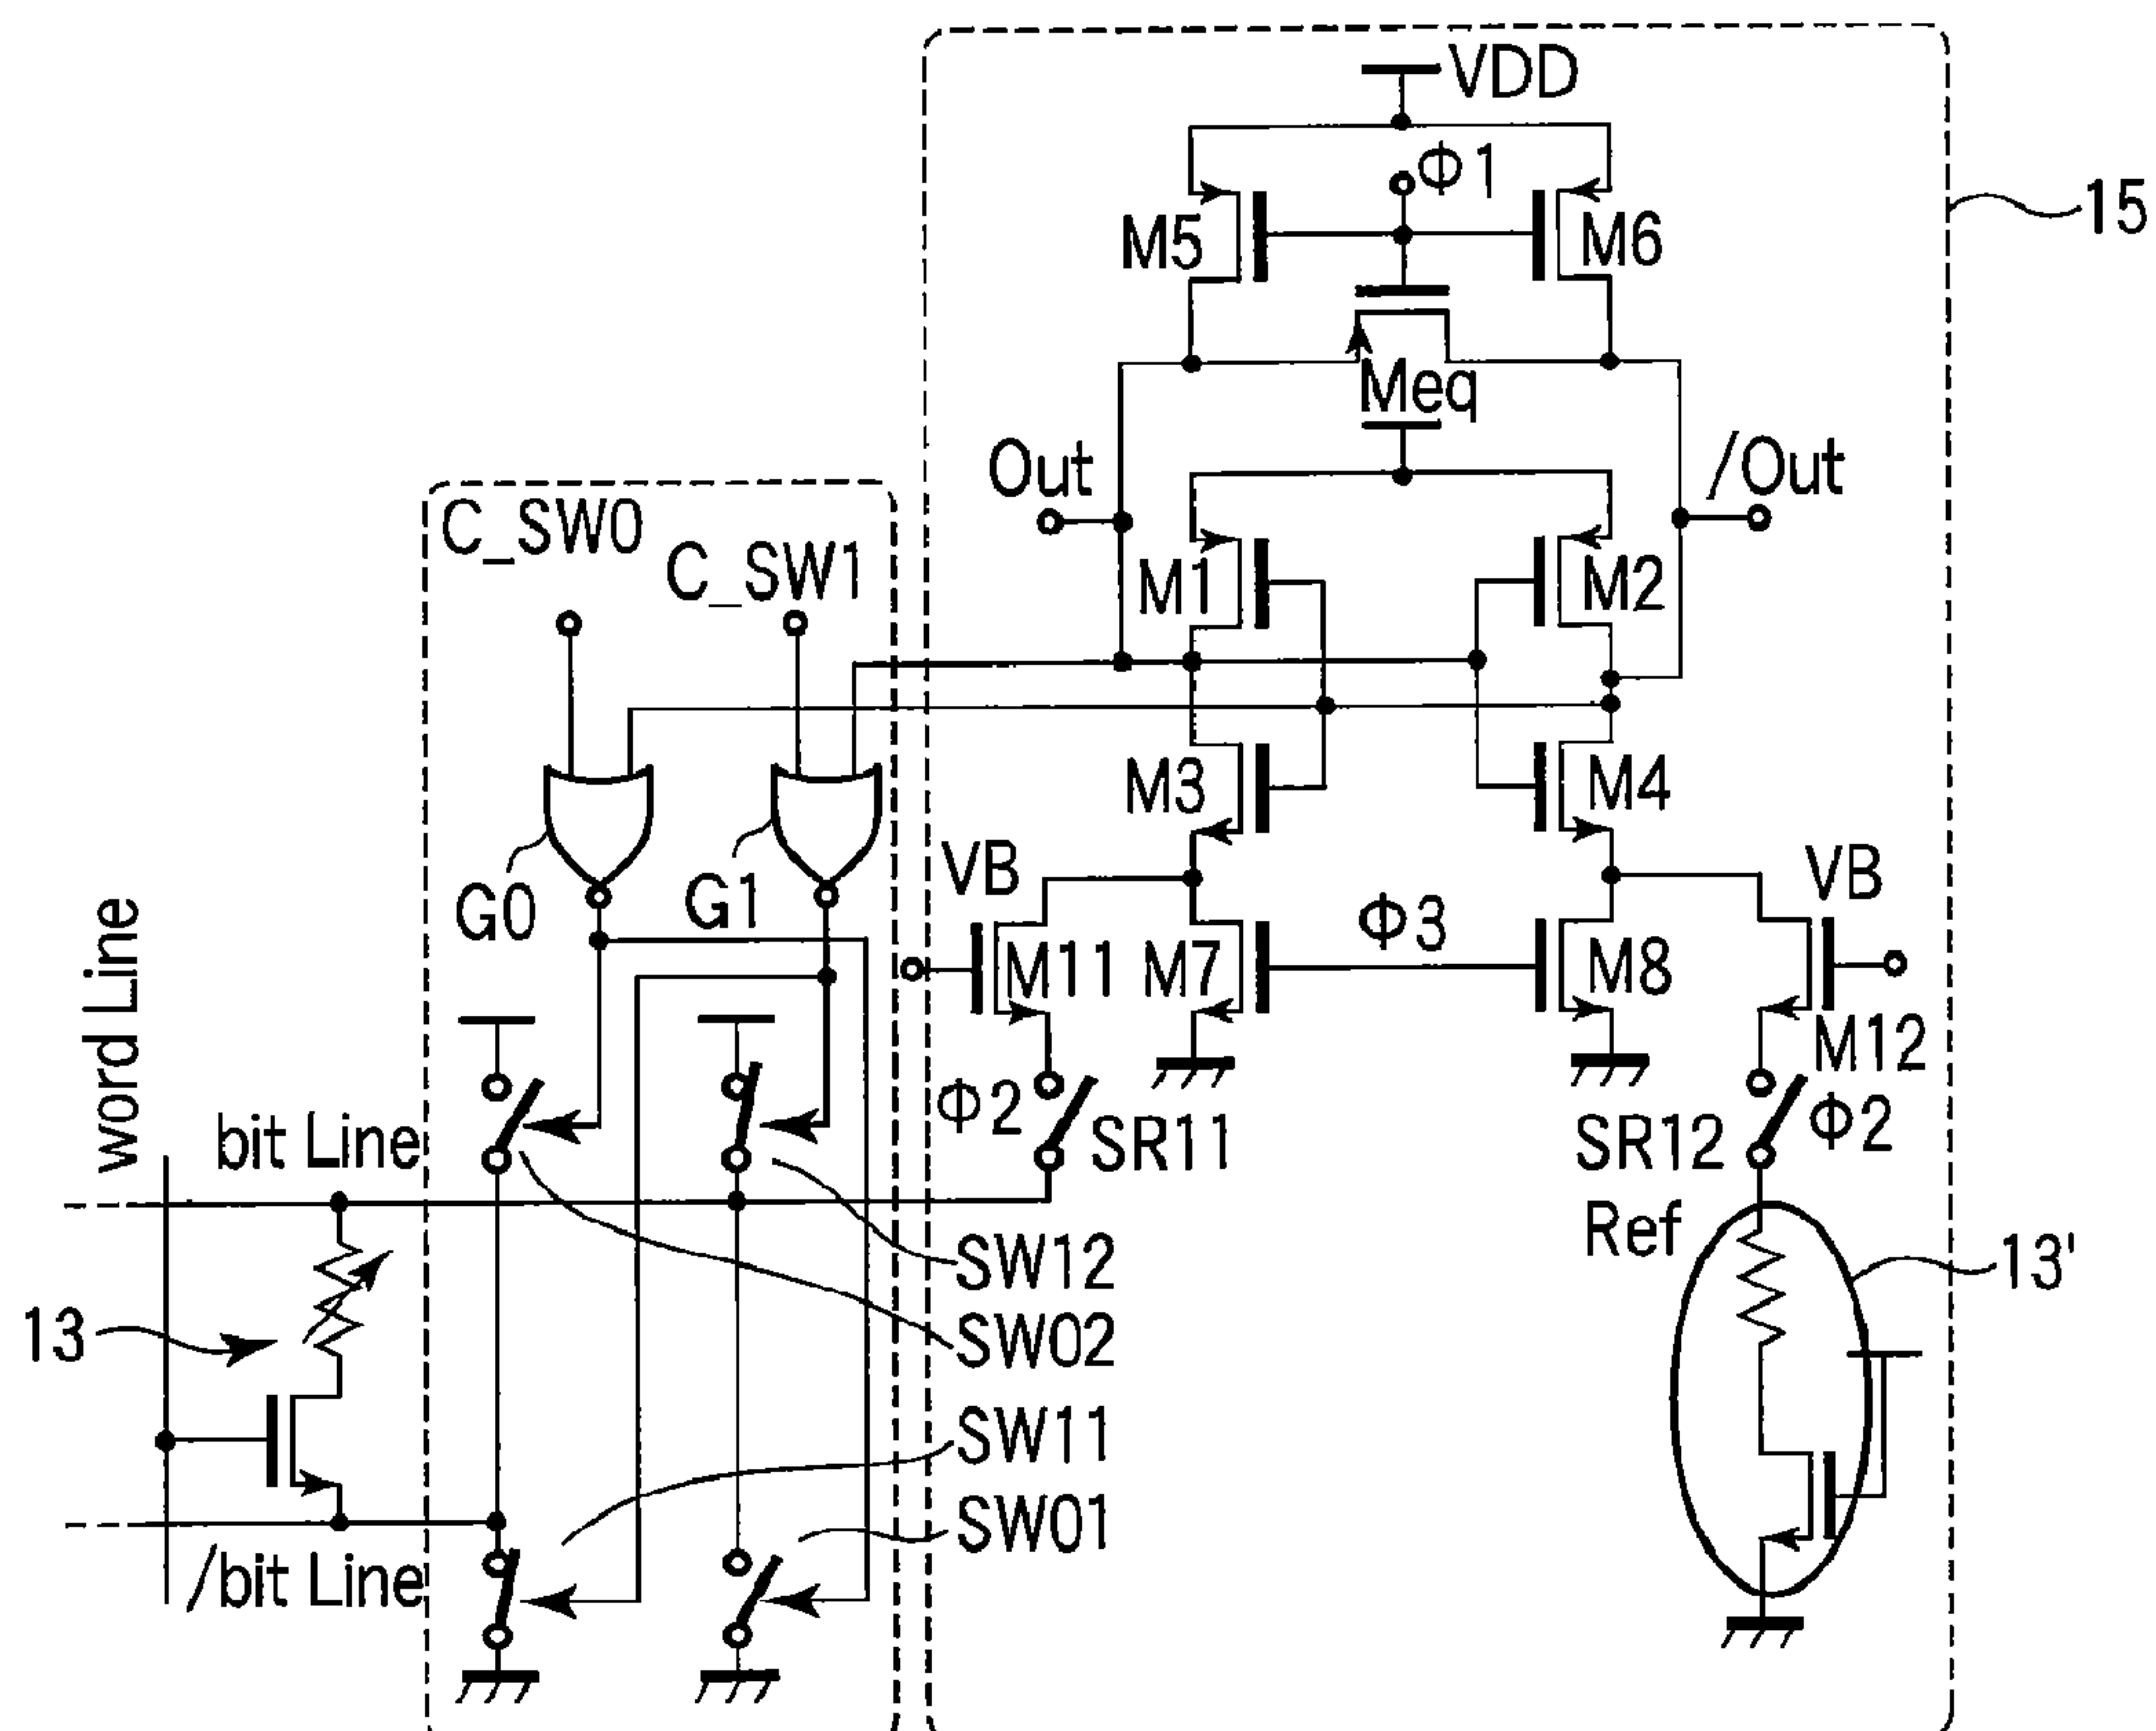 VDD
Φ1
15
M5
M6
Meq
Out
/Out
C_SW0
C_SW1
M1
M2
M3
M4
VB
VB
G0
G1
Φ3
word Line
M11
M7
M8
M12
bit Line
Φ2
SR11
SR12
Φ2
Ref
SW12
13'
13
SW02
SW11
SW01
/bit Line